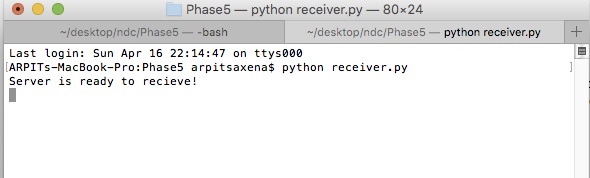 Phase5 — python receiver.py — 80×24
~/desktop/ndc/Phase5 — -bash
~/desktop/ndc/Phase5 — python receiver.py
Last login: Sun Apr 16 22:14:47 on ttys000
[ARPITs-MacBook-Pro:Phase5 arpitsaxena$ python receiver.py ]
Server is ready to recieve!